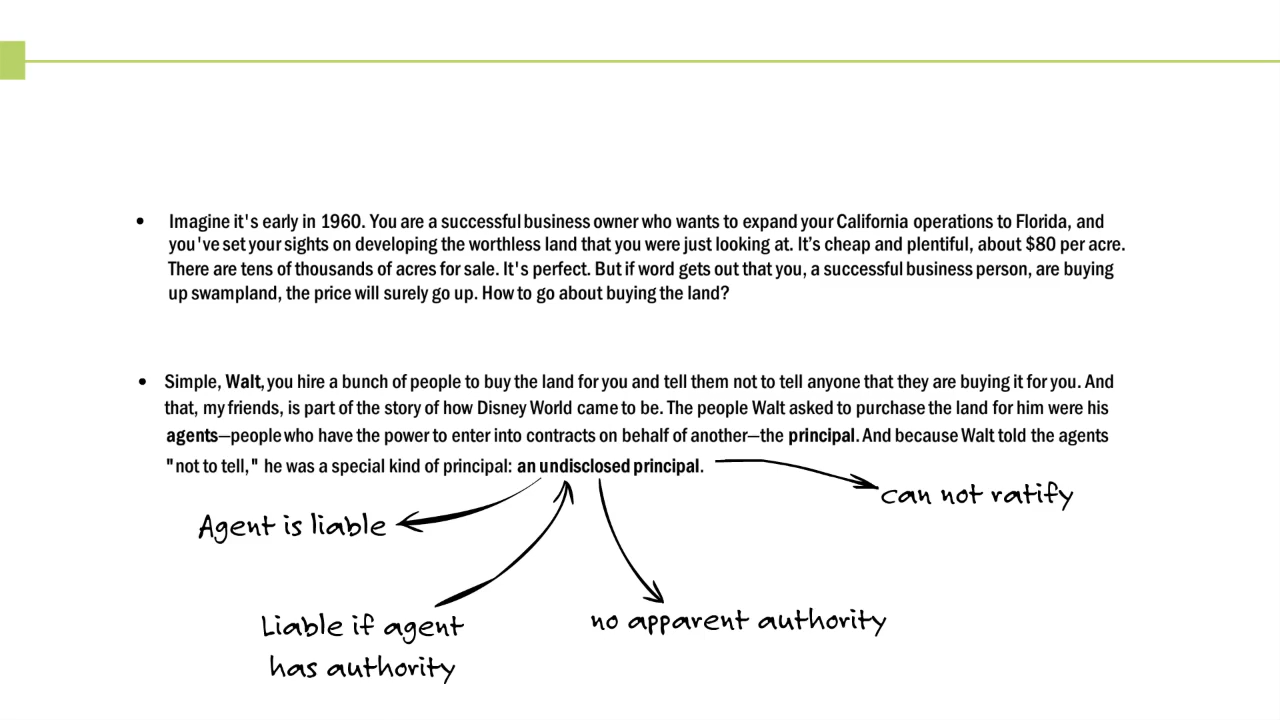 • Imagine it's early in 1960. You are a successful business owner who wants to expand your California operations to Florida, and
you've set your sights on developing the worthless land that you were just looking at. It’s cheap and plentiful, about $80 per acre.
There are tens of thousands of acres for sale. It's perfect. But if word gets out that you, a successful business person, are buying
up swampland, the price will surely go up. How to go about buying the land?
• Simple, Walt, you hire a bunch of people to buy the land for you and tell them not to tell anyone that they are buying it for you. And
that, my friends, is part of the story of how Disney World came to be. The people Walt asked to purchase the land for him were his
agents—people who have the power to enter into contracts on behalf of another—the principal. And because Walt told the agents
"not to tell," he was a special kind of principal: an undisclosed principal.
can not ratify
Agent is liable
Liable if agent
has authority
no apparent authority